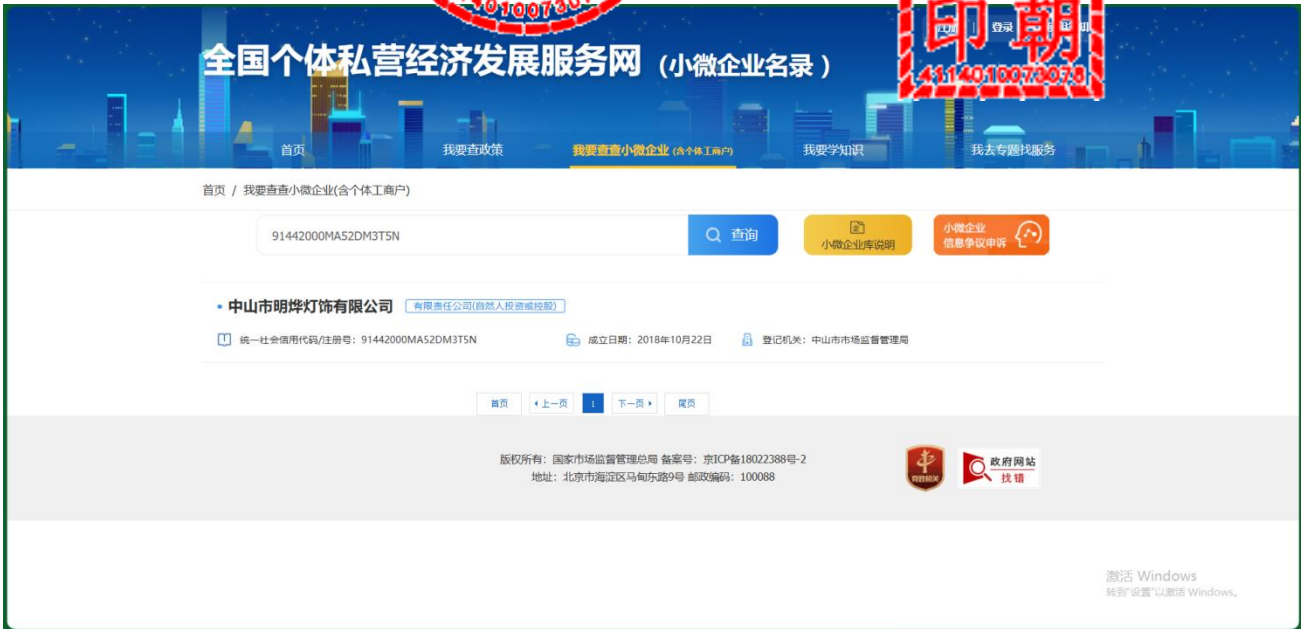 登录
全国个体私营经济发展服务网 (小微企业名录)
印 朝
4114010073078
首页 我要查政策 我要查查小微企业 (含个体工商户) 我要学知识 我去专题找服务
首页 / 我要查查小微企业(含个体工商户)
91442000MA52DM3T5N 查询
小微企业库说明
小微企业
信息争议申诉
中山市明烨灯饰有限公司 有限责任公司(自然人投资或控股)
统一社会信用代码/注册号: 91442000MA52DM3T5N 成立日期: 2018年10月22日 登记机关: 中山市市场监督管理局
首页 上一页 1 下一页 尾页
版权所有: 国家市场监督管理总局 备案号: 京ICP备18022388号-2
地址: 北京市海淀区马甸东路9号 邮政编码: 100088
党政机关
政府网站
找错
激活 Windows
转到"设置"以激活 Windows。